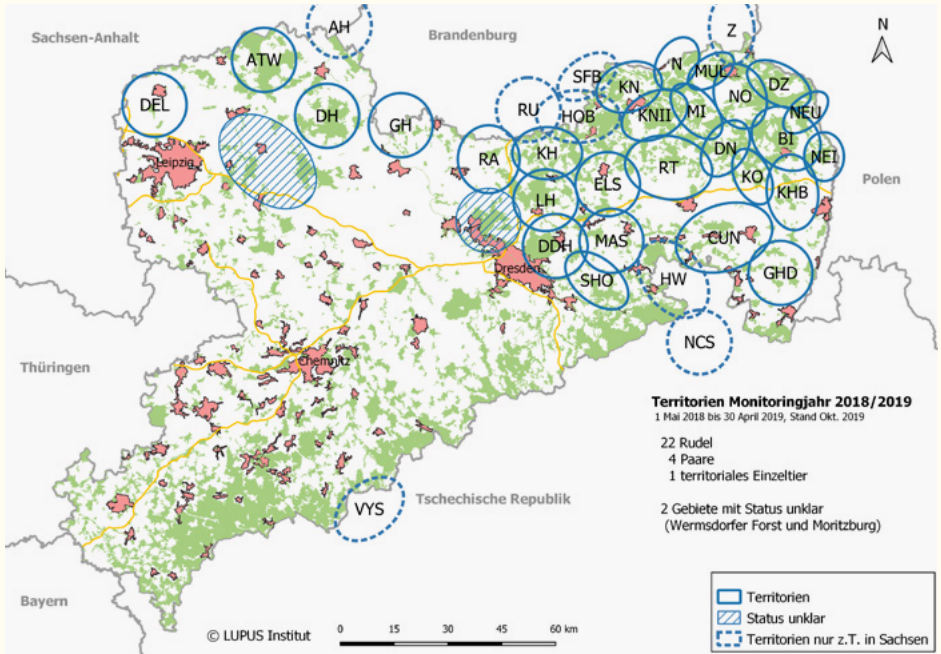 AH
Z
N
Sachsen-Anhalt
Brandenburg
ATW
SFB
KN
N
MUL
DZ
DEL
DH
GH
RU
HOB
KNII
MI
NO
NEU
Leipzig
RA
KH
ELS
RT
DN
BI
NEI
KO
KHB
Polen
LH
DDH
MAS
CUN
Dresden
SHO
HW
GHD
NCS
Thüringen
Chemnitz
Territorien Monitoringjahr 2018/2019
1 Mai 2018 bis 30 April 2019, Stand Okt. 2019
22 Rudel
4 Paare
1 territoriales Einzeltier
2 Gebiete mit Status unklar
(Wermsdorfer Forst und Moritzburg)
VYS
Tschechische Republik
Bayern
Territorien
Status unklar
Territorien nur z.T. in Sachsen
© LUPUS Institut
0 15 30 45 60 km